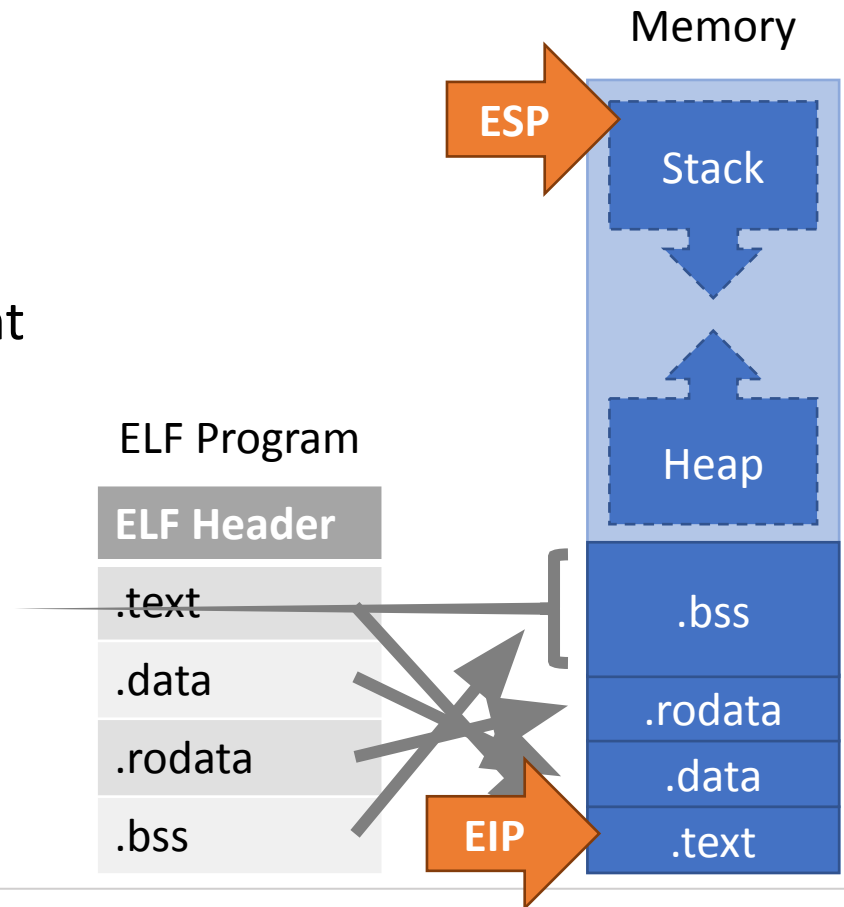 Memory
ESP
Stack
Heap
ELF Program
ELF Header
.text
.data
.rodata
.bss
.bss
.rodata
.data
.text
EIP